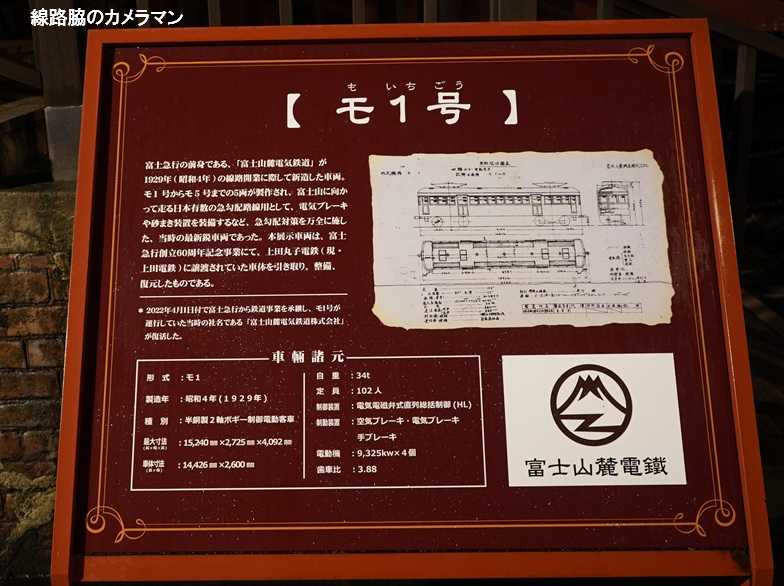 線路脇のカメラマン
も いち ごう
【 モ1号 】
富士急行の前身である、「富士山麓電気鉄道」が
1929年(昭和4年)の線路開業に際して新造した車両。
モ1号からモ5号までの5両が製作され、富士山に向か
って走る日本有数の急勾配路線用として、電気ブレーキ
や砂まき装置を装備するなど、急勾配対策を万全に施し
た、当時の最新鋭車両であった。本展示車両は、富士
急行創立60周年記念事業にて、上田丸子電鉄(現・
上田電鉄)に譲渡されていた車体を引き取り、整備、
復元したものである。
* 2022年4月1日付で富士急行から鉄道事業を承継し、モ1号が
運行していた当時の社名である「富士山麓電気鉄道株式会社」
が復活した。
車輌諸元
形 式 :モ1
製造年 :昭和4年(1929年)
種 別 :半鋼製2軸ボギー制御電動客車
最大寸法 :15,240㎜×2,725㎜×4,092㎜
車体寸法 :14,426㎜×2,600㎜
自 重 :34t
定 員 :102人
制御装置 :電気電磁弁式直列総括制御(HL)
制動装置 :空気ブレーキ・電気ブレーキ
手ブレーキ
電動機 :9,325kw×4個
歯車比 :3.88
富士山麓電鐵